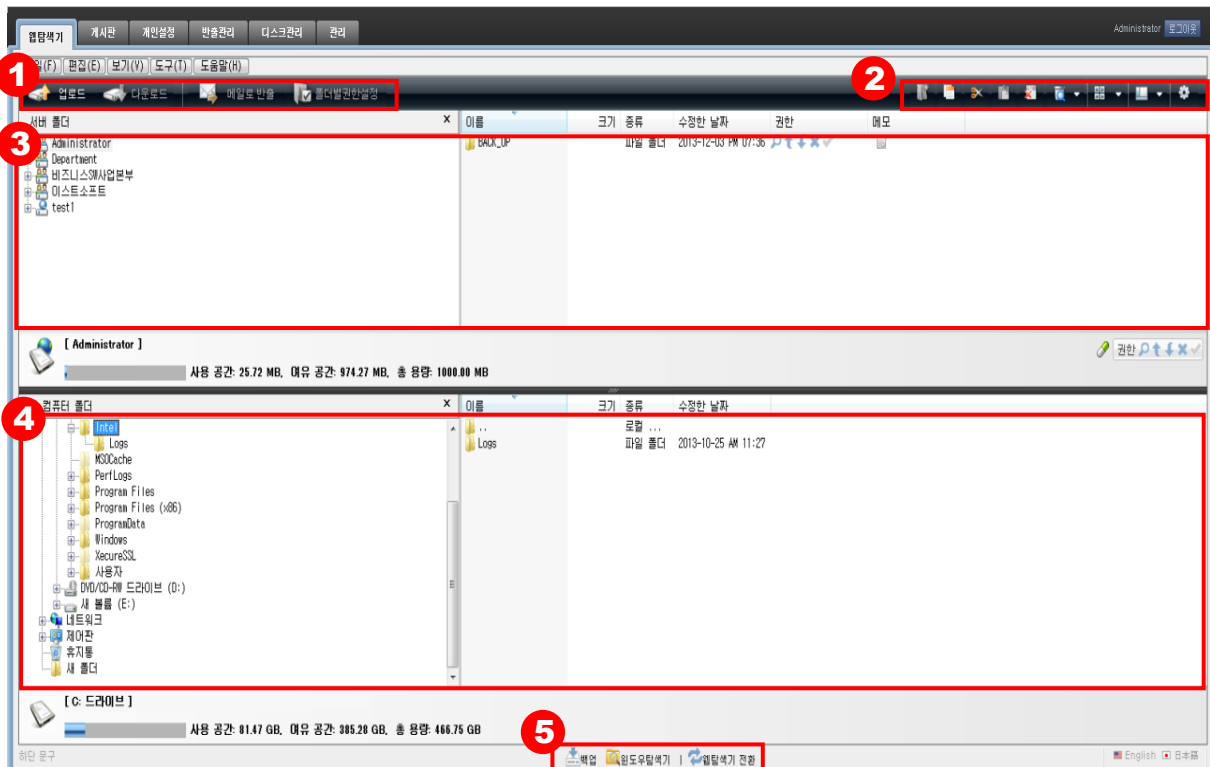 웹탐색기 게시판 개인설정 반출관리 디스크관리 관리 Administrator 로그아웃
1 (F) 편집(E) 보기(V) 도구(T) 도움말(H) 2
업로드 다운로드 메일로 반출 폴더별권한설정
서버 폴더 x 이름 크기 종류 수정한 날짜 권한 메모
3
Administrator BACK_UP 파일 폴더 2013-12-03 PM 07:36
Department
비즈니스SW사업본부
이스트소프트
test1
[ Administrator ] 권한
사용 공간: 25.72 MB, 여유 공간: 974.27 MB, 총 용량: 1000.00 MB
4 컴퓨터 폴더 x 이름 크기 종류 수정한 날짜
Intel .. 로컬 ...
Logs Logs 파일 폴더 2013-10-25 AM 11:27
MSOCache
PerfLogs
Program Files
Program Files (x86)
ProgramData
Windows
XecureSSL
사용자
DVD/CD-RW 드라이브 (D:)
새 볼륨 (E:)
네트워크
제어판
휴지통
새 폴더
[ C: 드라이브 ]
사용 공간: 81.47 GB, 여유 공간: 385.28 GB, 총 용량: 466.75 GB
5
하단 문구 백업 윈도우탐색기 | 웹탐색기 전환 English 日本語